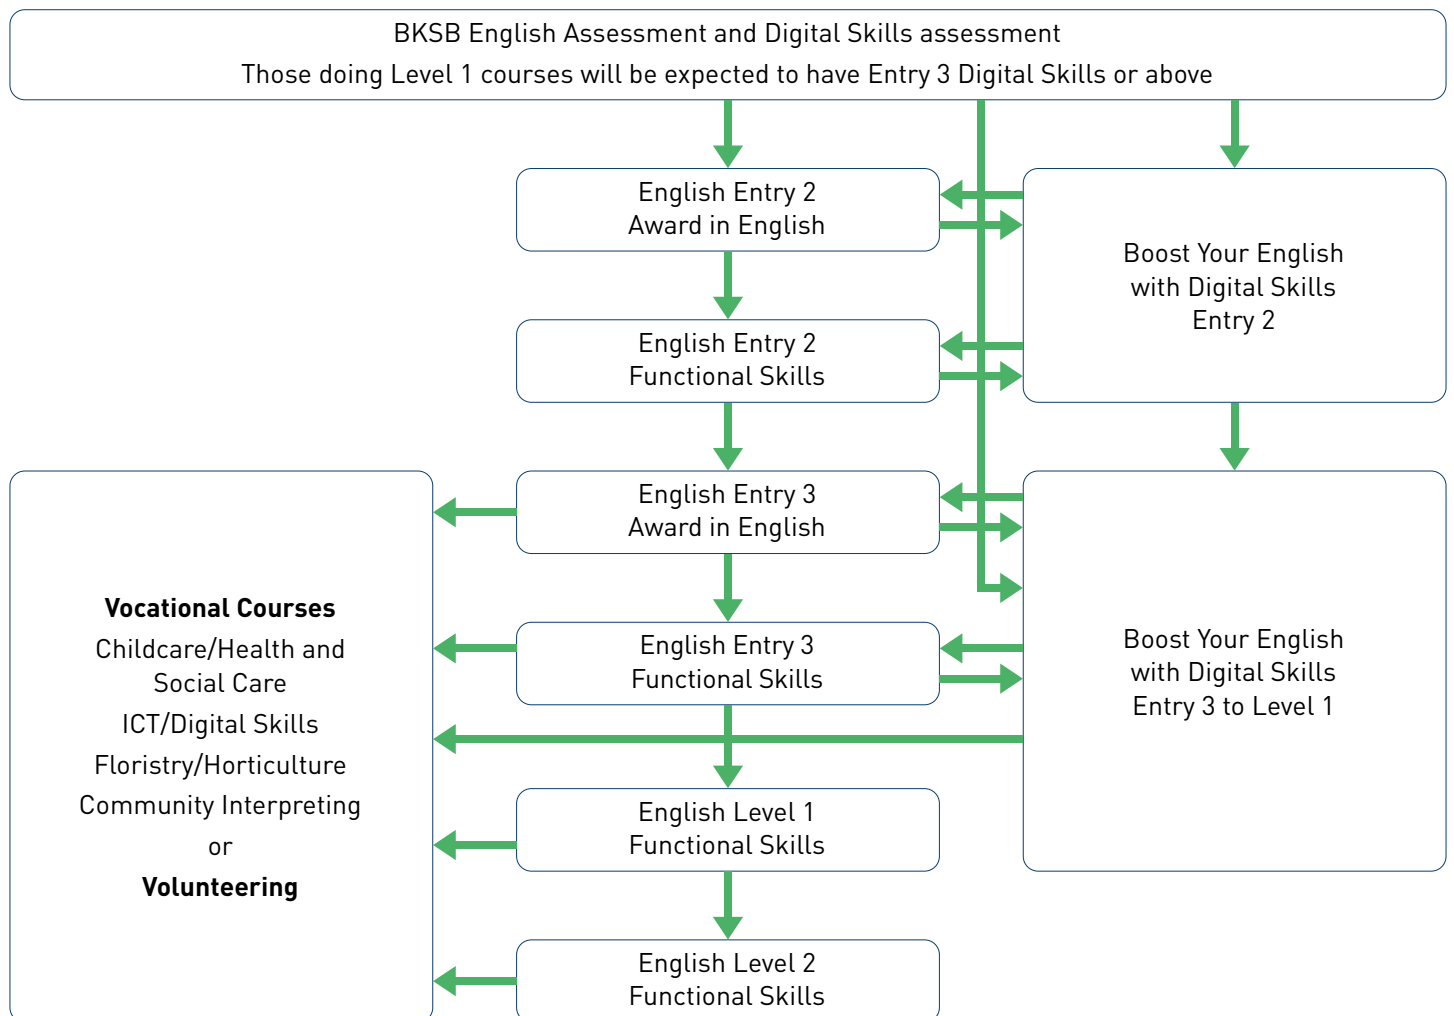 BKSB English Assessment and Digital Skills assessment
Those doing Level 1 courses will be expected to have Entry 3 Digital Skills or above
English Entry 2
Award in English
Boost Your English
with Digital Skills
Entry 2
English Entry 2
Functional Skills
English Entry 3
Award in English
Vocational Courses
Childcare/Health and
Social Care
ICT/Digital Skills
Floristry/Horticulture
Community Interpreting
or
Volunteering
English Entry 3
Functional Skills
Boost Your English
with Digital Skills
Entry 3 to Level 1
English Level 1
Functional Skills
English Level 2
Functional Skills